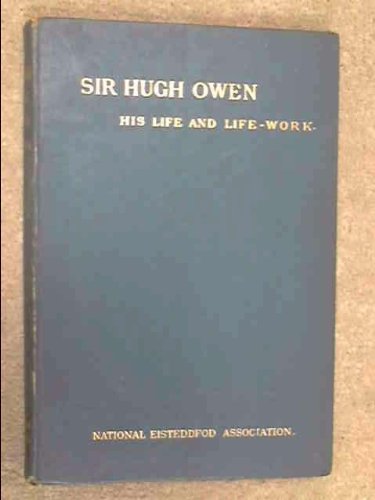 SIR HUGH OWEN
HIS LIFE AND LIFE-WORK.
NATIONAL EISTEDDFOD ASSOCIATION.